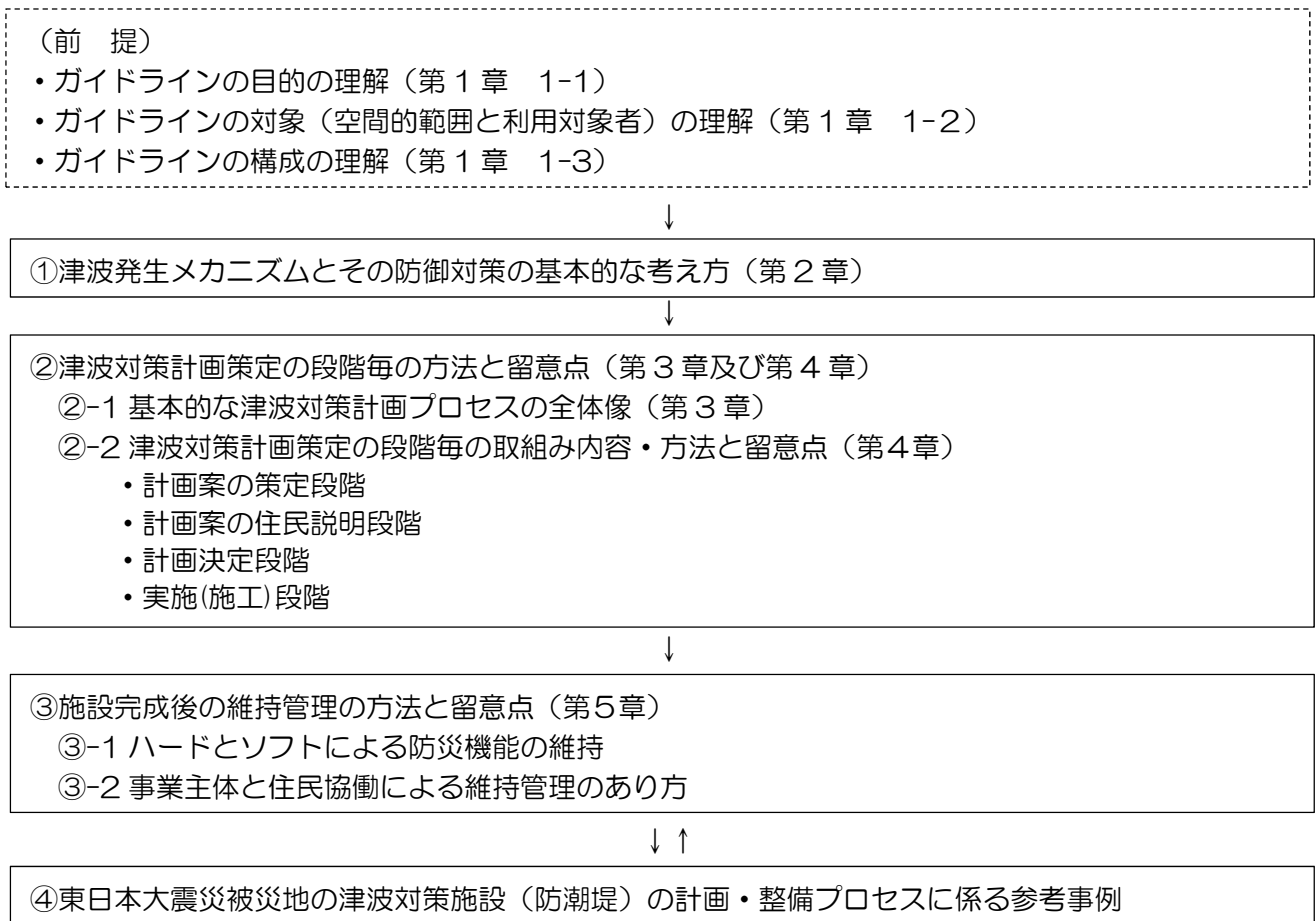 （前　提）
・ガイドラインの目的の理解（第１章　1-1）
・ガイドラインの対象（空間的範囲と利用対象者）の理解（第１章　1-２）
・ガイドラインの構成の理解（第１章　1-3）
↓
①津波発生メカニズムとその防御対策の基本的な考え方（第２章）
↓
②津波対策計画策定の段階毎の方法と留意点（第３章及び第４章）
②-1 基本的な津波対策計画プロセスの全体像（第３章）
②-２ 津波対策計画策定の段階毎の取組み内容・方法と留意点（第４章）
・計画案の策定段階
・計画案の住民説明段階
・計画決定段階
・実施(施工)段階
↓
③施設完成後の維持管理の方法と留意点（第５章）
③-1 ハードとソフトによる防災機能の維持
③-２ 事業主体と住民協働による維持管理のあり方
↓ ↑
④東日本大震災被災地の津波対策施設（防潮堤）の計画・整備プロセスに係る参考事例